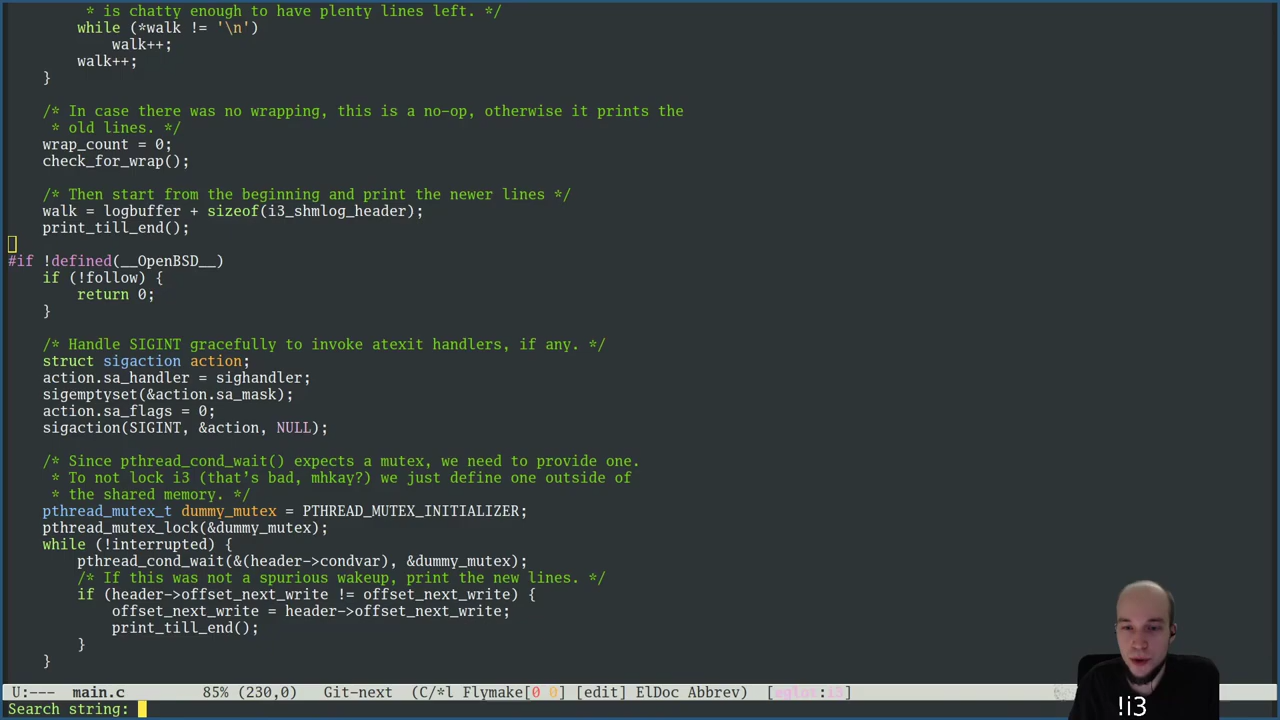 * is chatty enough to have plenty lines left. */
while (*walk != '\n')
walk++;
walk++;
}
/* In case there was no wrapping, this is a no-op, otherwise it prints the
* old lines. */
wrap_count = 0;
check_for_wrap();
/* Then start from the beginning and print the newer lines */
walk = logbuffer + sizeof(i3_shmlog_header);
print_till_end();
#if !defined(__OpenBSD__)
if (!follow) {
return 0;
}
/* Handle SIGINT gracefully to invoke atexit handlers, if any. */
struct sigaction action;
action.sa_handler = sighandler;
sigemptyset(&action.sa_mask);
action.sa_flags = 0;
sigaction(SIGINT, &action, NULL);
/* Since pthread_cond_wait() expects a mutex, we need to provide one.
* To not lock i3 (that's bad, mhkay?) we just define one outside of
* the shared memory. */
pthread_mutex_t dummy_mutex = PTHREAD_MUTEX_INITIALIZER;
pthread_mutex_lock(&dummy_mutex);
while (!interrupted) {
pthread_cond_wait(&(header->condvar), &dummy_mutex);
/* If this was not a spurious wakeup, print the new lines. */
if (header->offset_next_write != offset_next_write) {
offset_next_write = header->offset_next_write;
print_till_end();
}
}
U:--- main.c 85% (230,0) Git-next (C/*l Flymake[0 0] [edit] ElDoc Abbrev) [eglot:i3]
Search string:
!i3